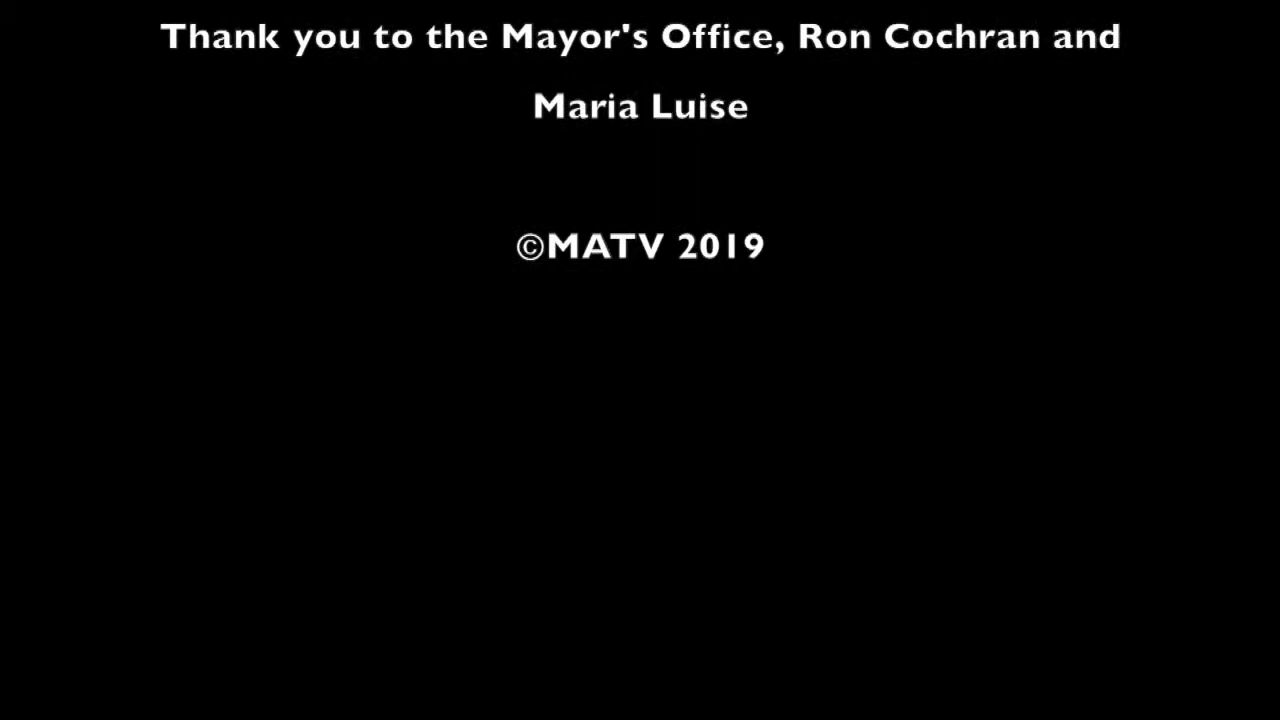 Thank you to the Mayor's Office, Ron Cochran and
Maria Luise
©MATV 2019